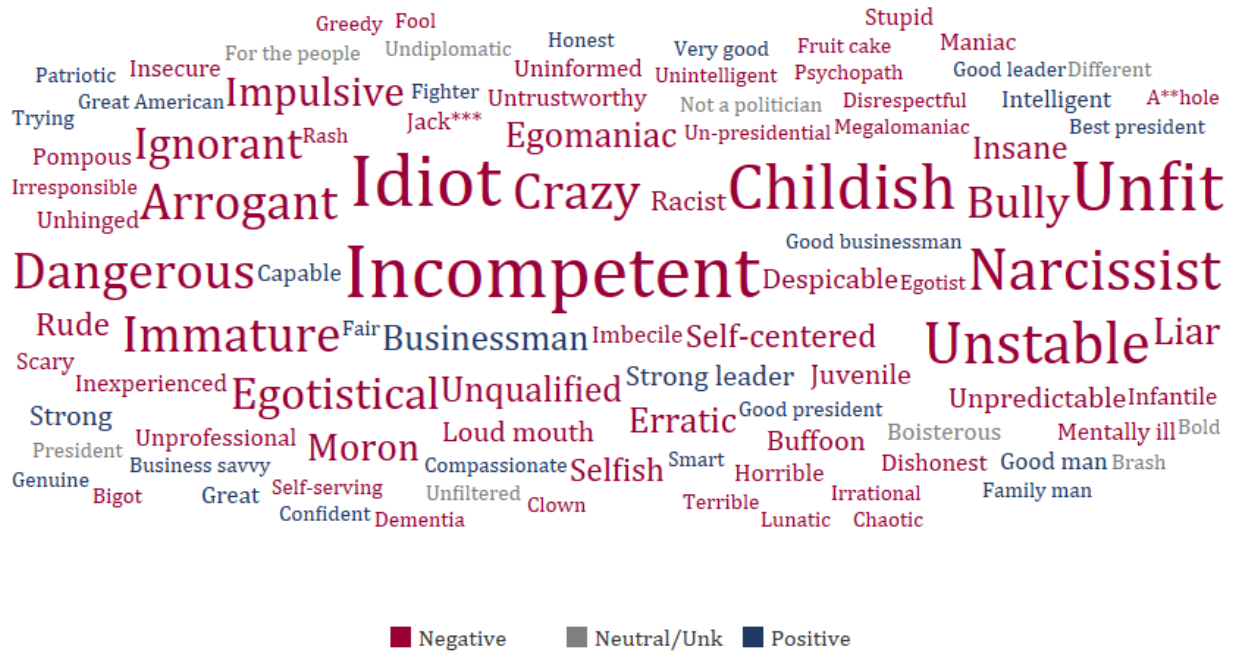 Greedy Fool Stupid
For the people Undiplomatic Honest Very good Fruit cake Maniac
Patriotic Insecure Uninformed Unintelligent Psychopath Good leader Different
Great American Impulsive Fighter Untrustworthy Not a politician Disrespectful Intelligent A**hole
Trying Jack*** Megalomaniac Best president
Ignorant Rash Egomaniac Un-presidential Insane
Pompous
Irresponsible Arrogant Idiot Crazy Racist Childish Bully Unfit
Unhinged
Good businessman
Dangerous Capable Incompetent Despicable Egotist Narcissist
Rude Immature Fair Businessman Imbecile Self-centered Unstable Liar
Scary
Inexperienced Egotistical Unqualified Strong leader Juvenile Unpredictable Infantile
Strong Erratic Good president
Unprofessional Moron Loud mouth Buffoon Boisterous Mentally ill Bold
President Business savvy Compassionate Selfish Smart Horrible Dishonest Good man Brash
Genuine Bigot Great Self-serving Unfiltered Clown Terrible Irrational Family man
Confident Dementia Lunatic Chaotic
Negative Neutral/Unk Positive